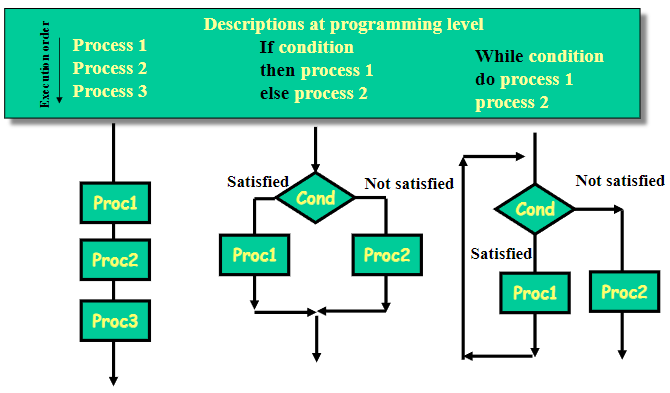 Descriptions at programming level
Execution order
Process 1
Process 2
Process 3
If condition
then process 1
else process 2
While condition
do process 1
process 2
Proc1
Proc2
Proc3
Satisfied
Not satisfied
Cond
Proc1
Proc2
Not satisfied
Cond
Satisfied
Proc1
Proc2